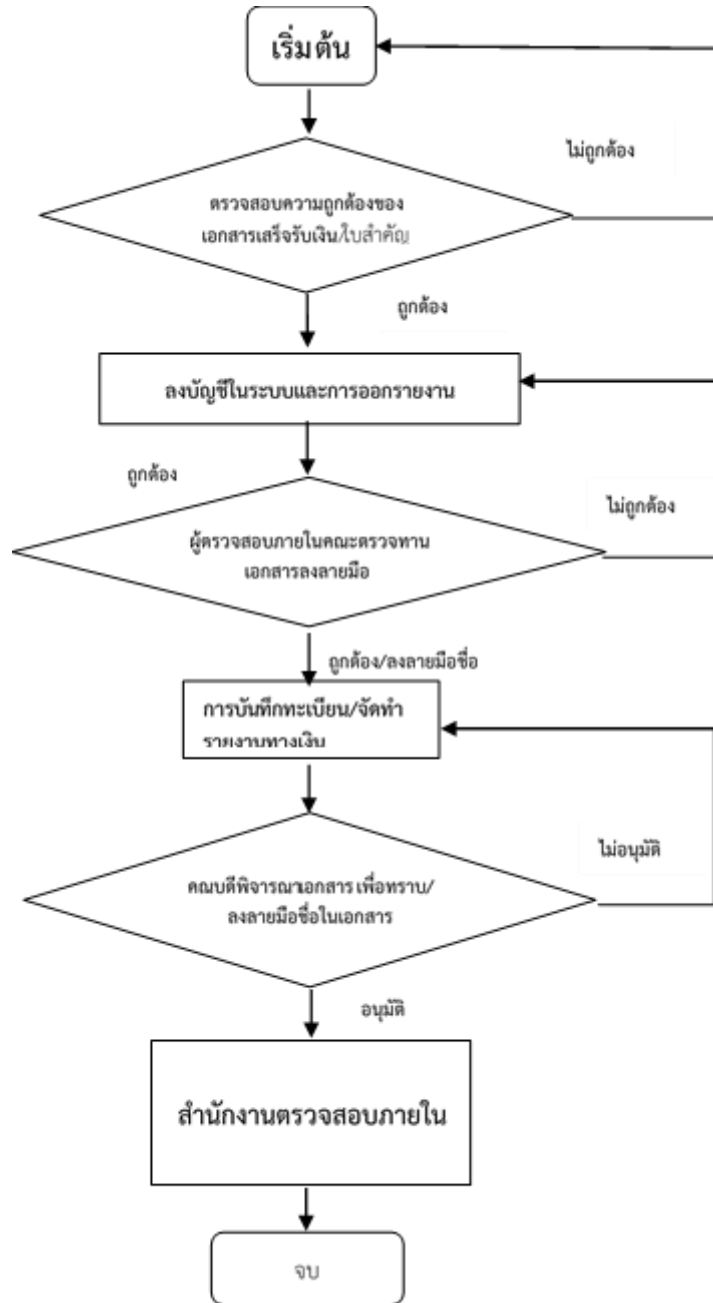 เริ่มต้น
ไม่ถูกต้อง
ตรวจสอบความถูกต้องของ
เอกสารเสร็จรับเงิน/ใบสำคัญ
ถูกต้อง
ลงบัญชีในระบบและการออกรายงาน
ถูกต้อง
ไม่ถูกต้อง
ผู้ตรวจสอบภายในคณะตรวจทาน
เอกสารลงลายมือ
ถูกต้อง/ลงลายมือชื่อ
การบันทึกทะเบียน/จัดทำ
รายงานทางเงิน
ไม่อนุมัติ
คณบดีพิจารณาเอกสาร เพื่อทราบ/
ลงลายมือชื่อในเอกสาร
อนุมัติ
สำนักงานตรวจสอบภายใน
จบ